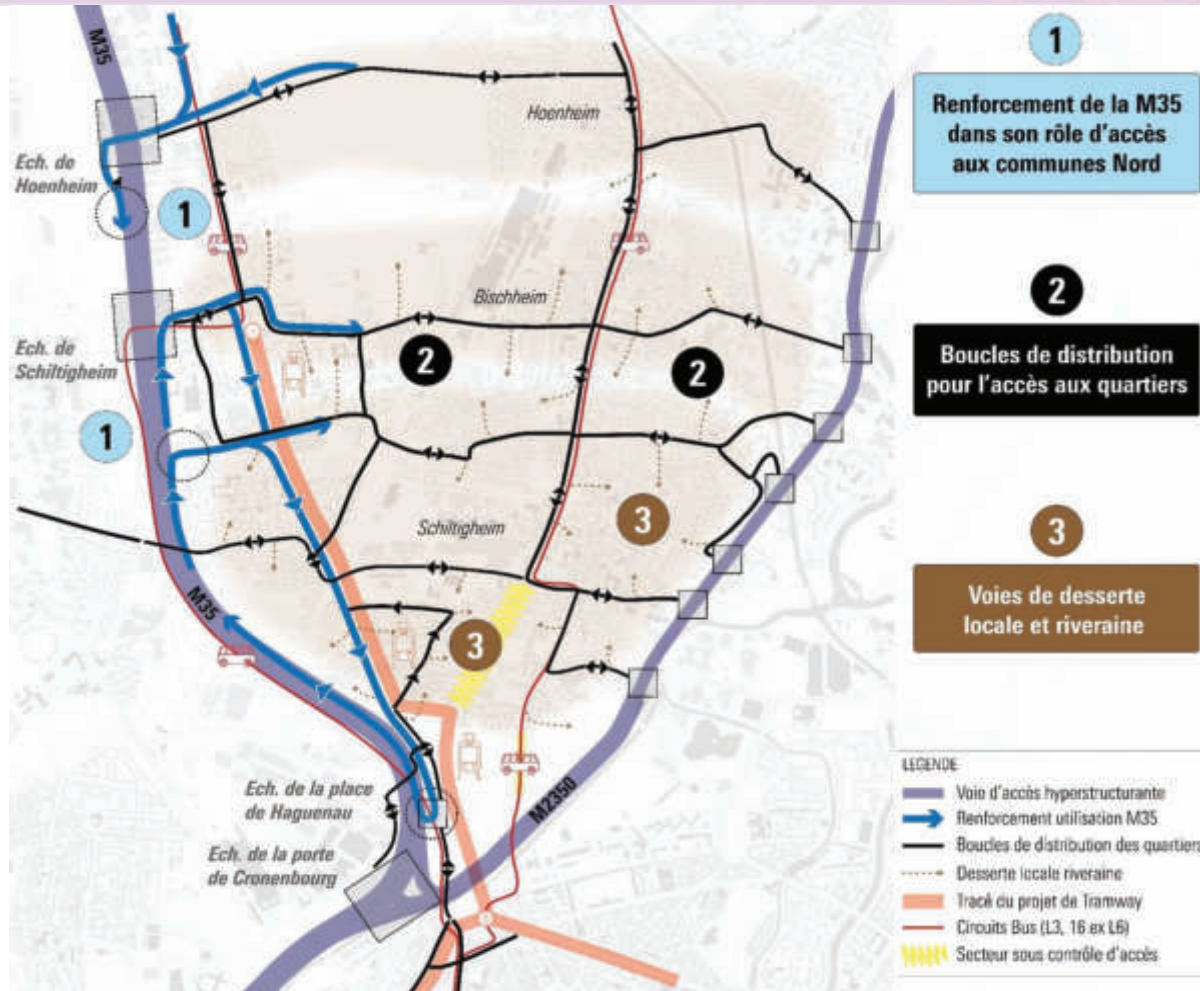 M35
Hoenheim
Ech. de
Hoenheim
1
Bischheim
Ech. de
Schiltigheim
2
2
1
3
Schiltigheim
M35
3
Ech. de la place
de Haguenau
M2350
Ech. de la porte
de Cronenbourg
1
Renforcement de la M35
dans son rôle d'accès
aux communes Nord
2
Boucles de distribution
pour l'accès aux quartiers
3
Voies de desserte
locale et riveraine
LEGENDE
Voie d'accès hyperstructurante
Renforcement utilisation M35
Boucles de distribution des quartiers
Desserte locale riveraine
Tracé du projet de Tramway
Circuits Bus (L3, 16 ex L6)
Secteur sous contrôle d'accès